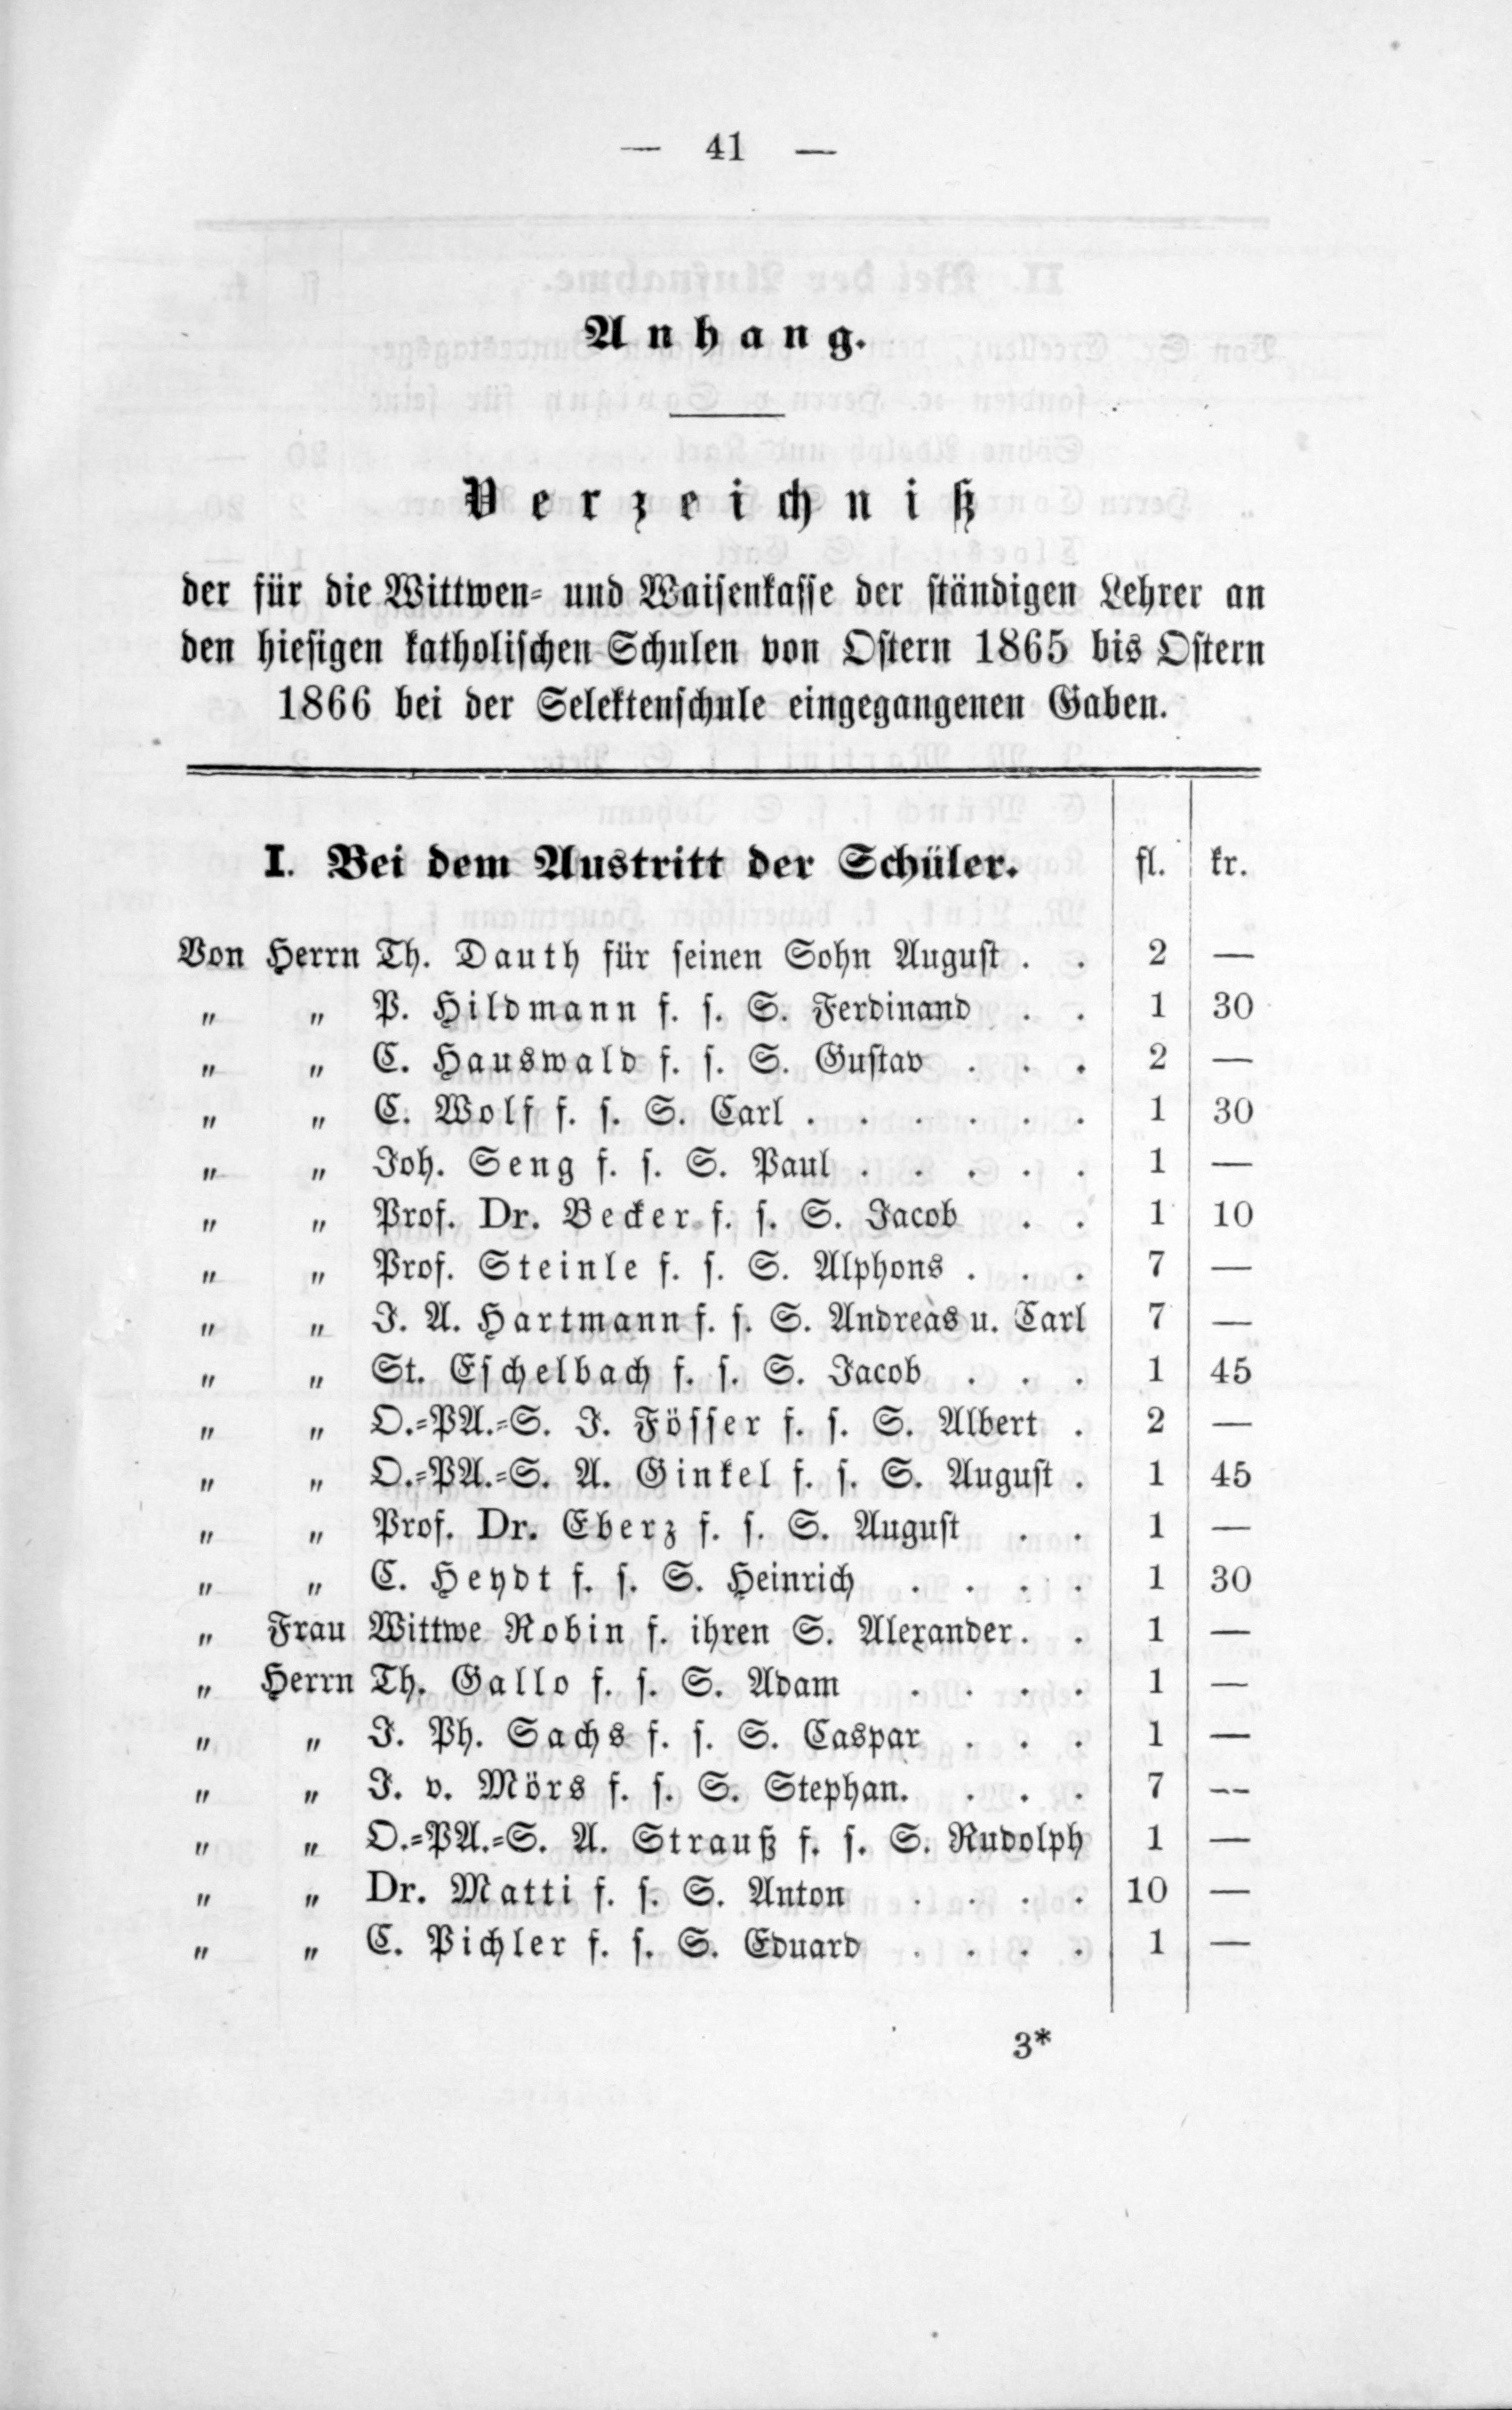 — 41 —
Anhang.
Verzeichniß
der für die Wittwen- und Waisenkasse der ständigen Lehrer an
den hiesigen katholischen Schulen von Ostern 1865 bis Ostern
1866 bei der Selektenschule eingegangenen Gaben.
I. Bei dem Austritt der Schüler. fl. kr.
Von Herrn Th. Dauth für seinen Sohn August . . 2 —
„ „ P. Hildmann f. s. S. Ferdinand . . 1 30
„ „ C. Hauswald f. s. S. Gustav . . . 2 —
„ „ C. Wolf f. s. S. Carl . . . . . . 1 30
„ „ Joh. Seng f. s. S. Paul . . . . . 1 —
„ „ Prof. Dr. Becker f. s. S. Jacob . . 1 10
„ „ Prof. Steinle f. s. S. Alphons . . . 7 —
„ „ J. A. Hartmann f. s. S. Andreas u. Carl 7 —
„ „ St. Eschelbach f. s. S. Jacob . . . 1 45
„ „ O.-PA.-S. J. Fösser f. s. S. Albert . 2 —
„ „ O.-PA.-S. A. Ginkel f. s. S. August . 1 45
„ „ Prof. Dr. Eberz f. s. S. August . . 1 —
„ „ C. Heydt f. s. S. Heinrich . . . . 1 30
„ Frau Wittwe Robin f. ihren S. Alexander. . 1 —
„ Herrn Th. Gallo f. s. S. Adam . . . . 1 —
„ „ J. Ph. Sachs f. s. S. Caspar . . . 1 —
„ „ J. v. Mörs f. s. S. Stephan. . . . 7 —
„ „ O.-PA.-S. A. Strauß f. s. S. Rudolph 1 —
„ „ Dr. Matti f. s. S. Anton . . . . 10 —
„ „ C. Pichler f. s. S. Eduard . . . . 1 —
3*